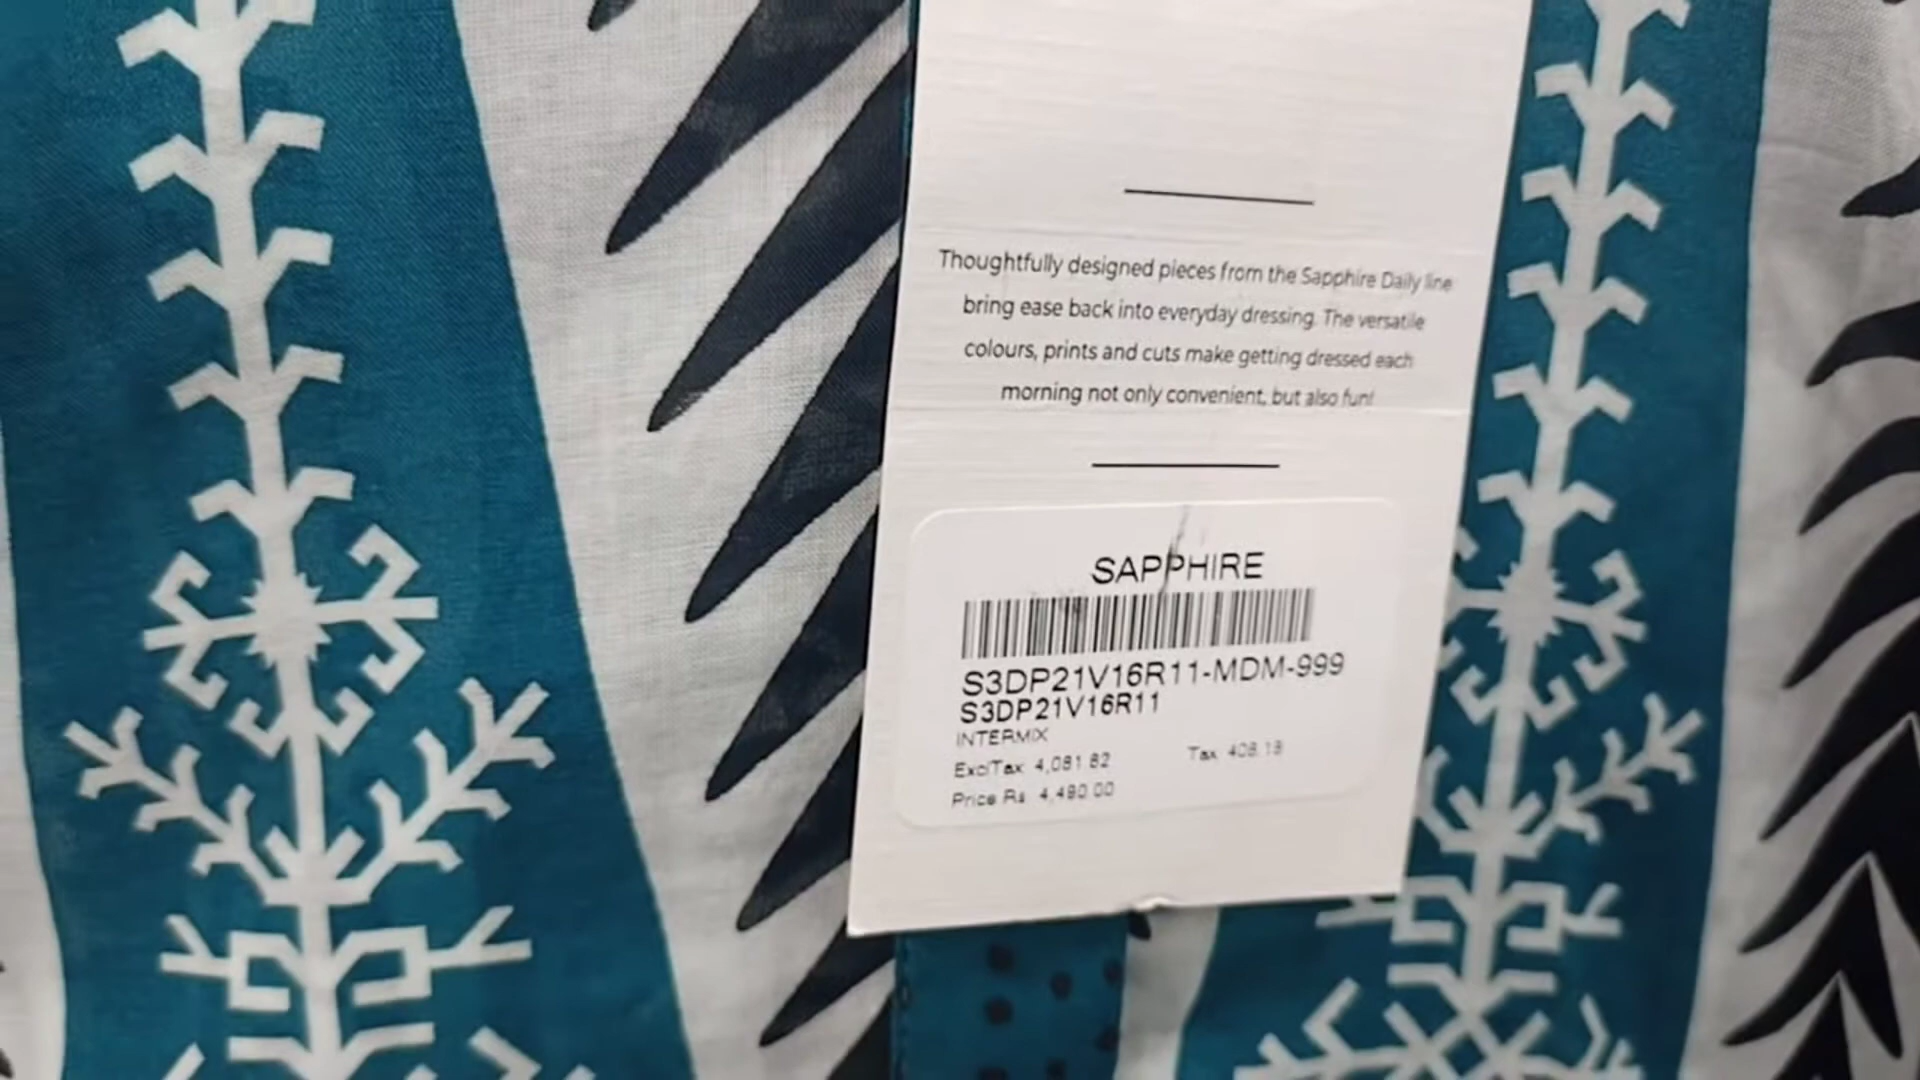 Thoughtfully designed pieces from the Sapphire Daily line
bring ease back into everyday dressing. The versatile
colours, prints and cuts make getting dressed each
morning not only convenient, but also fun!
SAPPHIRE
S3DP21V16R11-MDM-999
S3DP21V16R11
INTERMIX
ExclTax 4,081.82 Tax 408.18
Price Rs 4,490.00